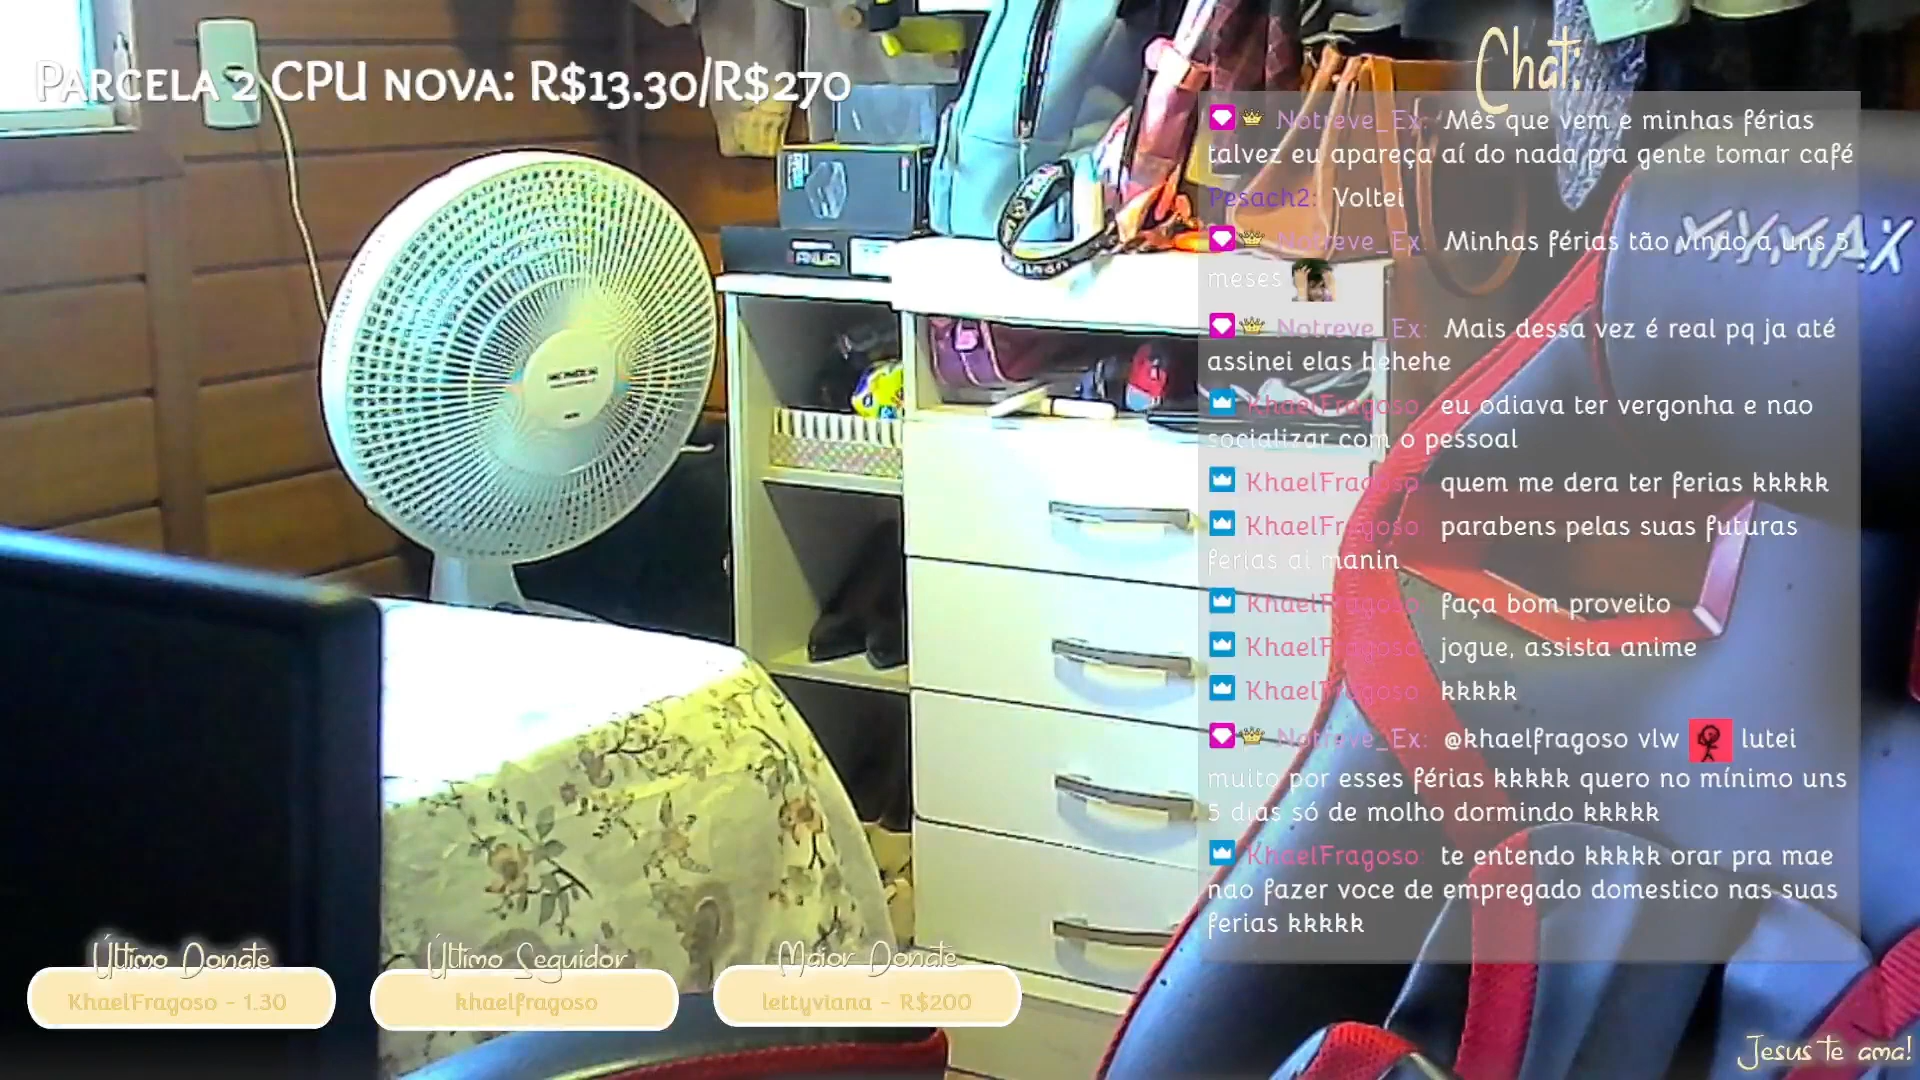 Parcela 2 CPU nova: R$13.30/R$270
Chat:
Notreve_Ex: Mês que vem e minhas férias
talvez eu apareça aí do nada pra gente tomar café
Pesach2: Voltei
Notreve_Ex: Minhas férias tão vindo a uns 5
meses
Notreve_Ex: Mais dessa vez é real pq ja até
assinei elas hehehe
KhaelFragoso: eu odiava ter vergonha e nao
socializar com o pessoal
KhaelFragoso: quem me dera ter ferias kkkkk
KhaelFragoso: parabens pelas suas futuras
ferias ai manin
KhaelFragoso: faça bom proveito
KhaelFragoso: jogue, assista anime
KhaelFragoso: kkkkk
Notreve_Ex: @khaelfragoso vlw lutei
muito por esses férias kkkkk quero no mínimo uns
5 dias só de molho dormindo kkkkk
KhaelFragoso: te entendo kkkkk orar pra mae
nao fazer voce de empregado domestico nas suas
ferias kkkkk
Último Donate
KhaelFragoso - 1.30
Último Seguidor
khaelfragoso
Maior Donate
lettyviana - R$200
Jesus te ama!